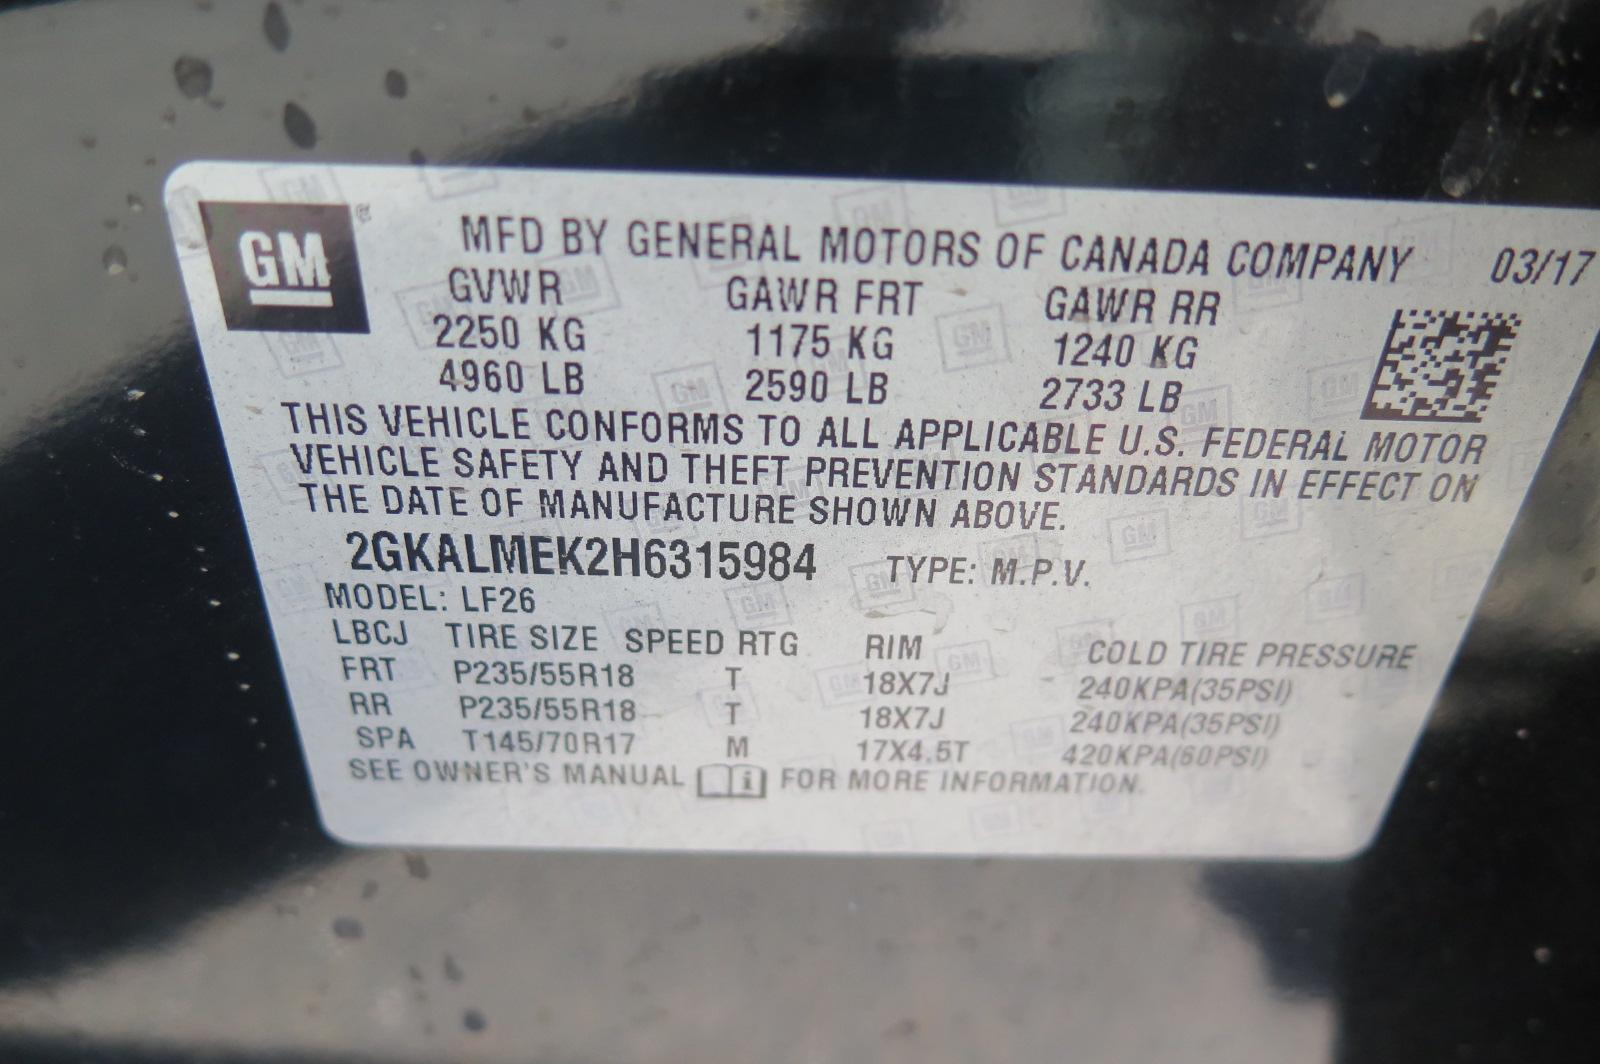 GM
MFD BY GENERAL MOTORS OF CANADA COMPANY 03/17
GVWR GAWR FRT GAWR RR
2250 KG 1175 KG 1240 KG
4960 LB 2590 LB 2733 LB
THIS VEHICLE CONFORMS TO ALL APPLICABLE U.S. FEDERAL MOTOR
VEHICLE SAFETY AND THEFT PREVENTION STANDARDS IN EFFECT ON
THE DATE OF MANUFACTURE SHOWN ABOVE.
2GKALMEK2H6315984 TYPE: M.P.V.
MODEL: LF26
LBCJ TIRE SIZE SPEED RTG RIM COLD TIRE PRESSURE
FRT P235/55R18 T 18X7J 240KPA(35PSI)
RR P235/55R18 T 18X7J 240KPA(35PSI)
SPA T145/70R17 M 17X4.5T 420KPA(60PSI)
SEE OWNER'S MANUAL i FOR MORE INFORMATION.